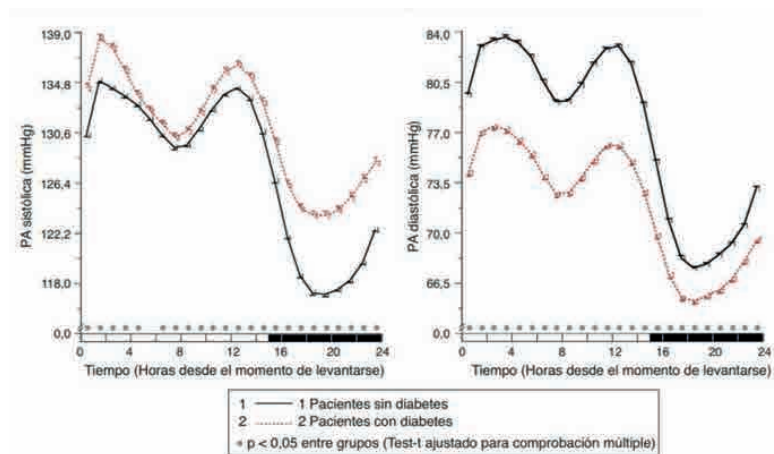 139,0
134,8
130,6
126,4
122,2
118,0
0,0
PA sistólica (mmHg)
0 4 8 12 16 20 24
Tiempo (Horas desde el momento de levantarse)
84,0
80,5
77,0
73,5
70,0
66,5
0,0
PA diastólica (mmHg)
0 4 8 12 16 20 24
Tiempo (Horas desde el momento de levantarse)
1 1 Pacientes sin diabetes
2 2 Pacientes con diabetes
p < 0,05 entre grupos (Test-t ajustado para comprobación múltiple)